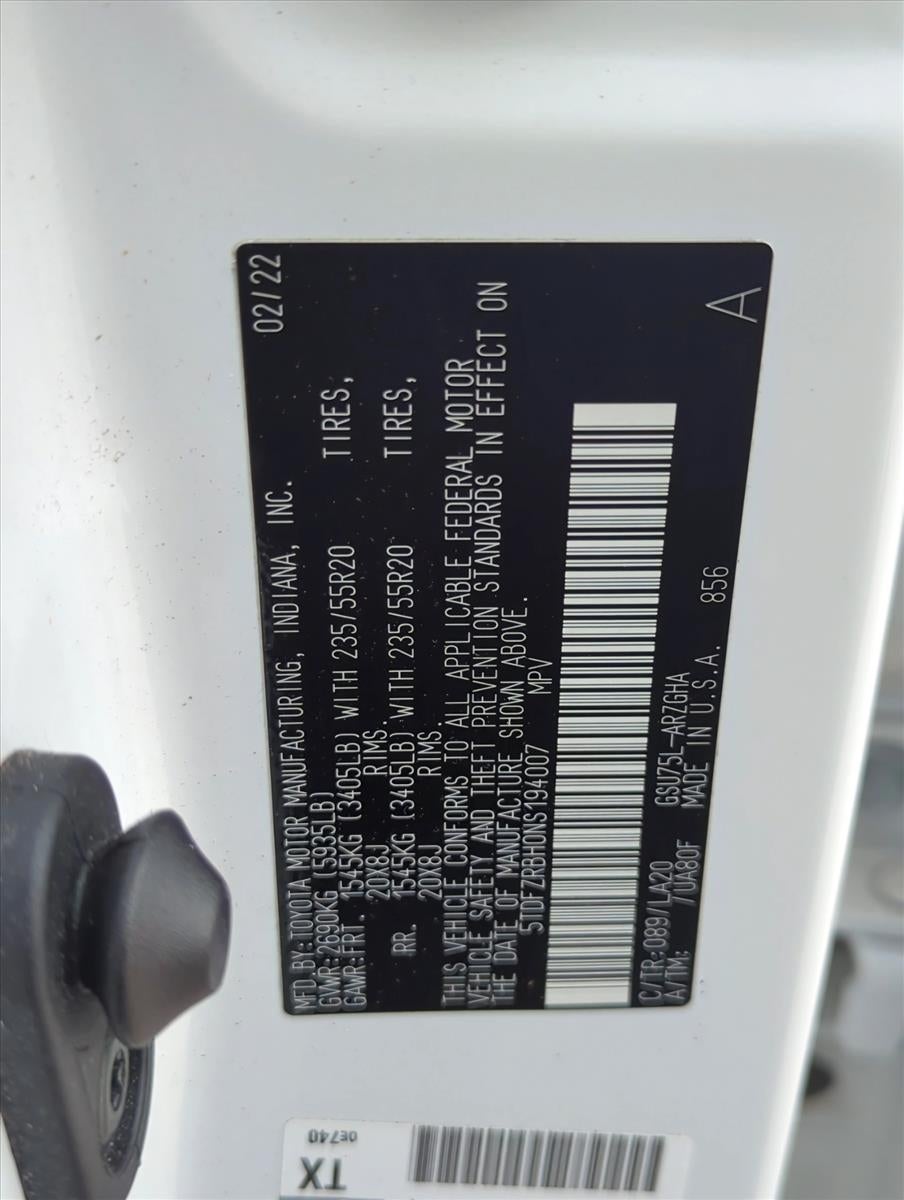 MFD BY:TOYOTA MOTOR MANUFACTURING, INDIANA, INC. 02/22
GVWR:2690KG (5935LB)
GAWR:FRT. 1545KG (3405LB) WITH 235/55R20 TIRES,
20X8J RIMS.
RR. 1545KG (3405LB) WITH 235/55R20 TIRES,
20X8J RIMS.
THIS VEHICLE CONFORMS TO ALL APPLICABLE FEDERAL MOTOR
VEHICLE SAFETY AND THEFT PREVENTION STANDARDS IN EFFECT ON
THE DATE OF MANUFACTURE SHOWN ABOVE.
5TDFZRBH0NS194007 MPV
C/TR:089/LA20 GSU75L-ARZGHA
A/TM: /UA80F MADE IN U.S.A. 856 A
TX
0E740